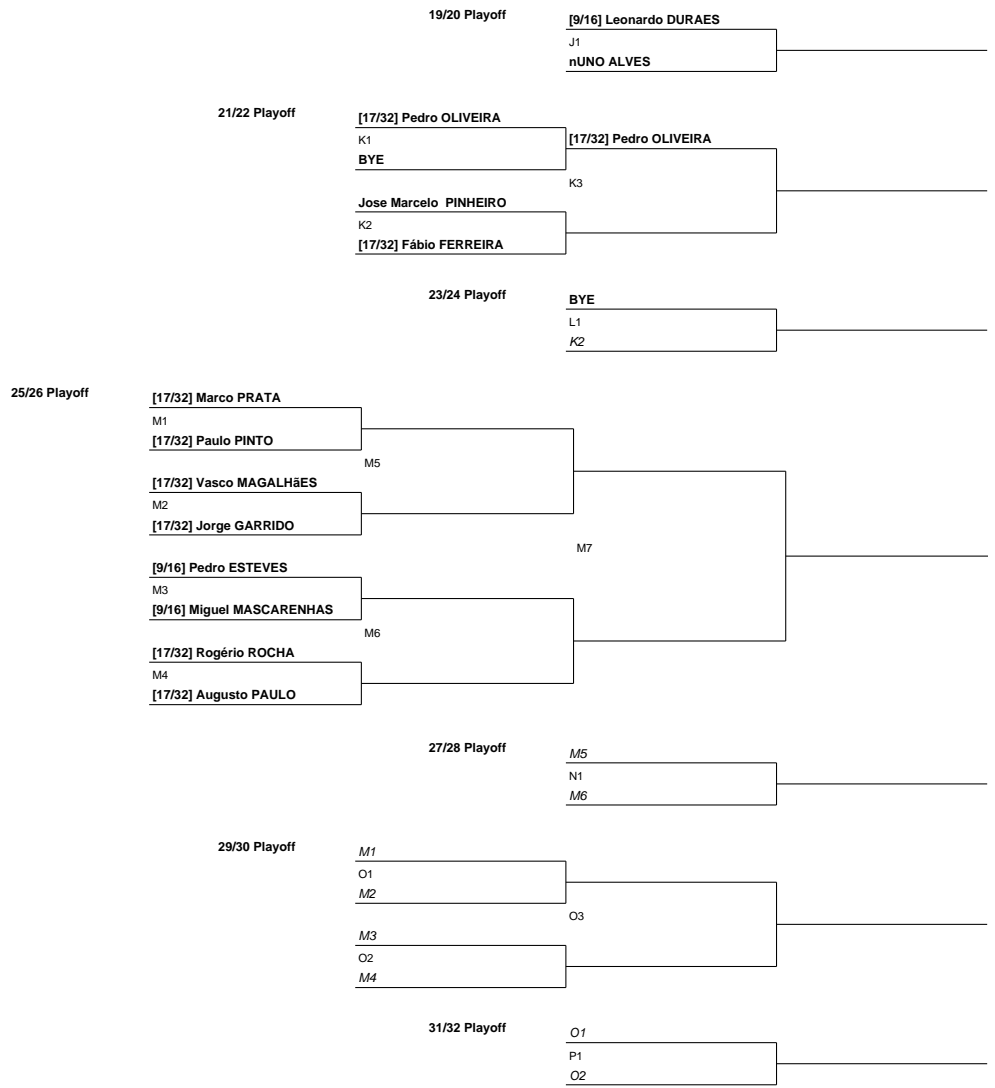 19/20 Playoff
[9/16] Leonardo DURAES
J1
nUNO ALVES
21/22 Playoff
[17/32] Pedro OLIVEIRA
K1
BYE
[17/32] Pedro OLIVEIRA
K3
Jose Marcelo  PINHEIRO
K2
[17/32] Fábio FERREIRA
23/24 Playoff
BYE
L1
K2
25/26 Playoff
[17/32] Marco PRATA
M1
[17/32] Paulo PINTO
M5
[17/32] Vasco MAGALHãES
M2
[17/32] Jorge GARRIDO
M7
[9/16] Pedro ESTEVES
M3
[9/16] Miguel MASCARENHAS
M6
[17/32] Rogério ROCHA
M4
[17/32] Augusto PAULO
27/28 Playoff
M5
N1
M6
29/30 Playoff
M1
O1
M2
O3
M3
O2
M4
31/32 Playoff
O1
P1
O2